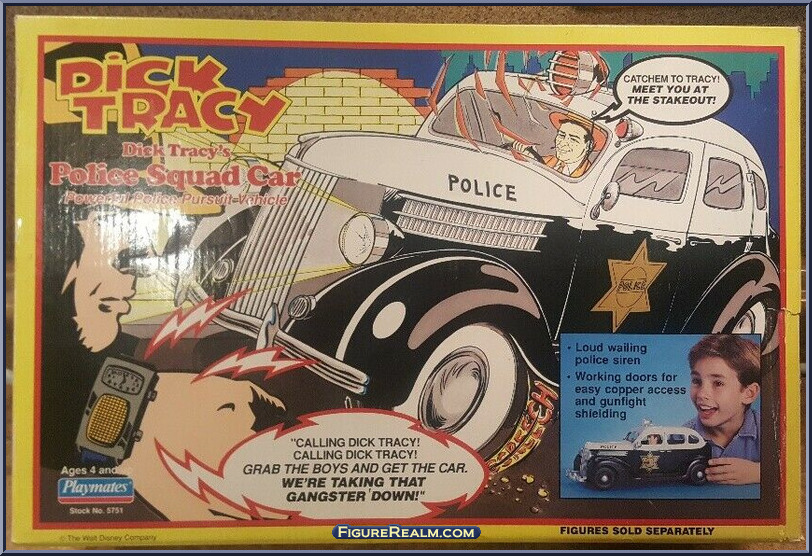 DiCK
TRACY
Dick Tracy's
Police Squad Car
Powerful Police Pursuit Vehicle
CATCHEM TO TRACY!
MEET YOU AT
THE STAKEOUT!
POLICE
POLICE
• Loud wailing
police siren
• Working doors for
easy copper access
and gunfight
shielding
"CALLING DICK TRACY!
CALLING DICK TRACY!
GRAB THE BOYS AND GET THE CAR.
WE'RE TAKING THAT
GANGSTER DOWN!"
Ages 4 and
Playmates
Stock No. 5751
© The Walt Disney Company
FIGUREREALM.COM
FIGURES SOLD SEPARATELY